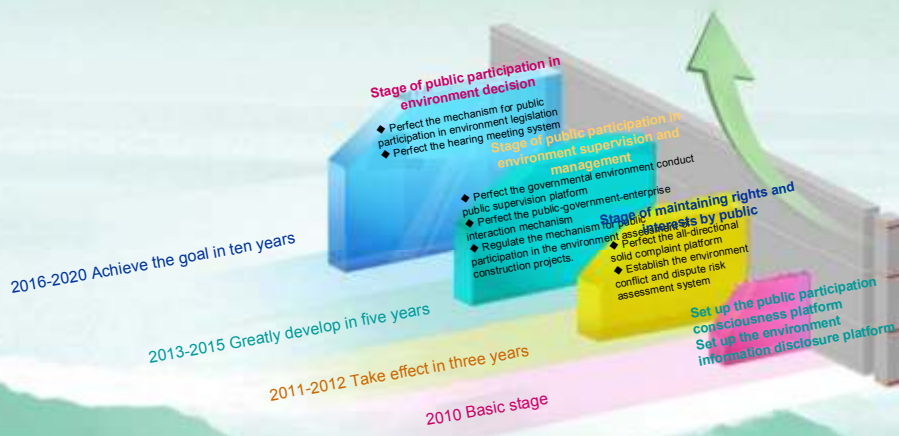 Stage of public participation in
environment decision
◆ Perfect the mechanism for public
participation in environment legislation
◆ Perfect the hearing meeting system
Stage of public participation in
environment supervision and
management
◆ Perfect the governmental environment conduct
public supervision platform
◆ Perfect the public-government-enterprise
interaction mechanism
◆ Regulate the mechanism for public
participation in the environment assessment of
construction projects.
Stage of maintaining rights and
interests by public
◆ Perfect the all-directional
solid complaint platform
◆ Establish the environment
conflict and dispute risk
assessment system
Set up the public participation
consciousness platform
Set up the environment
information disclosure platform
2016-2020 Achieve the goal in ten years
2013-2015 Greatly develop in five years
2011-2012 Take effect in three years
2010 Basic stage